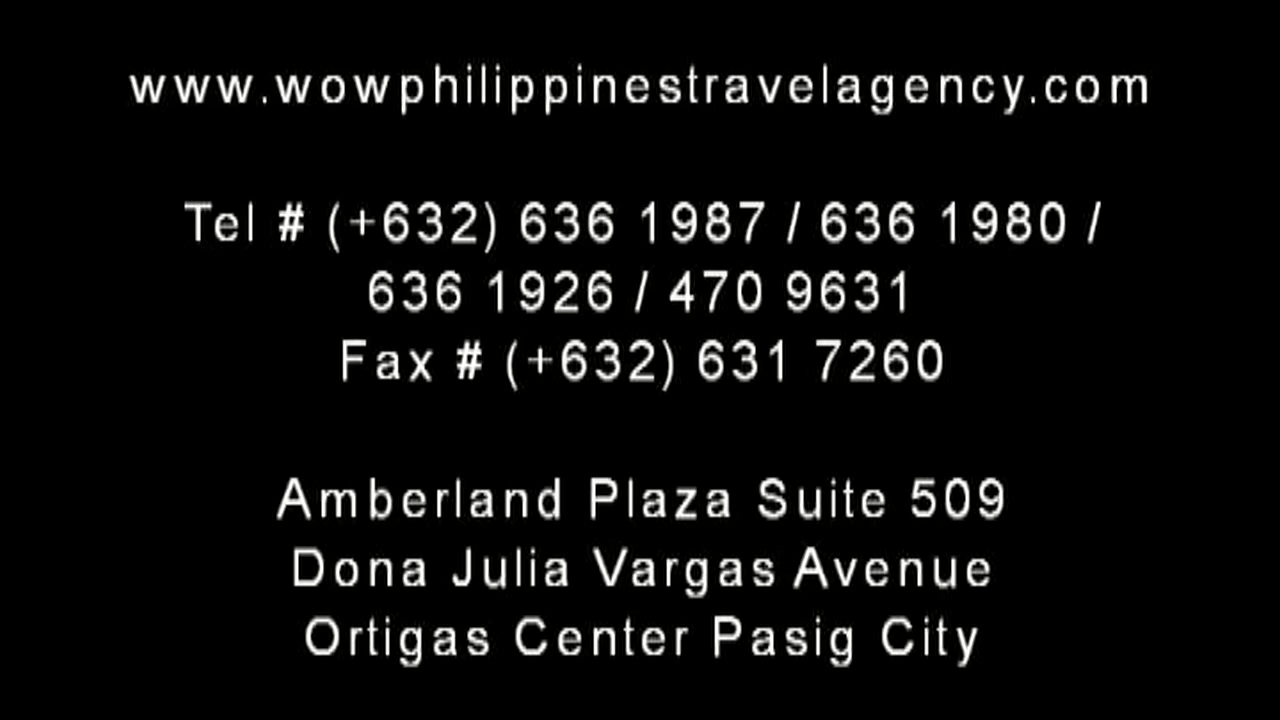 www.wowphilippinestravelagency.com
Tel # (+632) 636 1987 / 636 1980 /
636 1926 / 470 9631
Fax # (+632) 631 7260
Amberland Plaza Suite 509
Dona Julia Vargas Avenue
Ortigas Center Pasig City